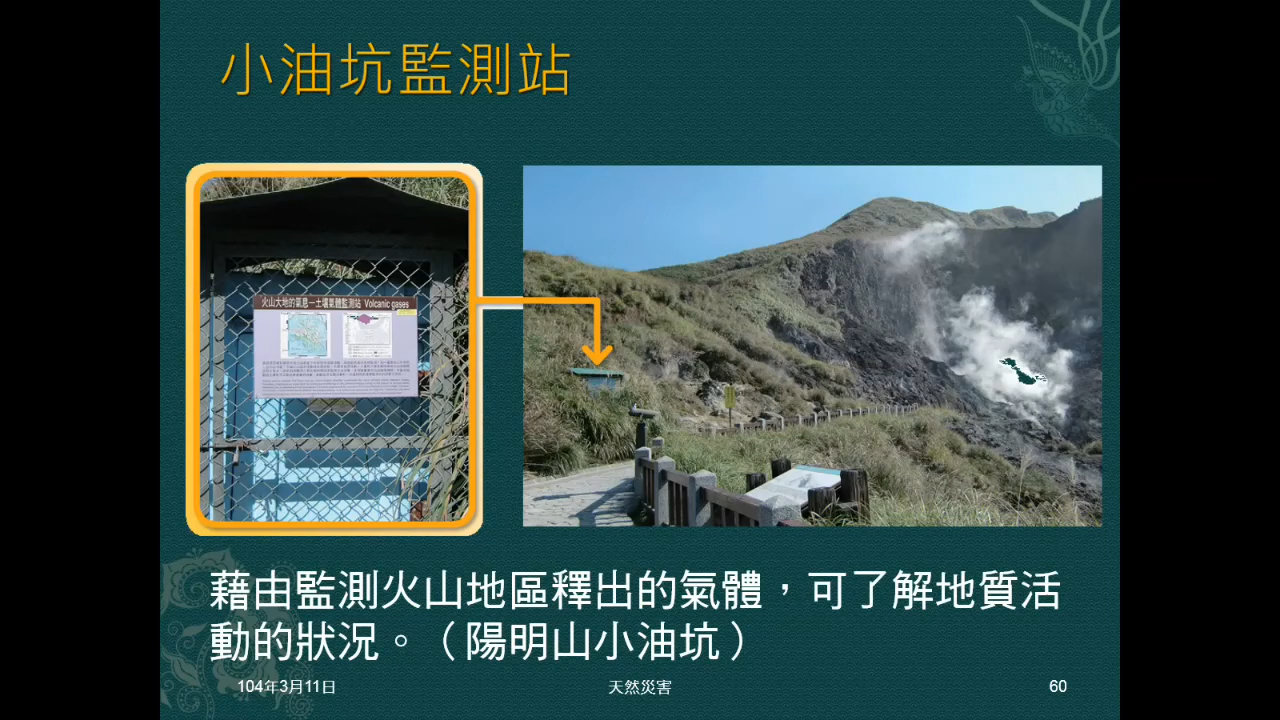 小油坑監測站
火山大地的氣息－土壤氣體監測站 Volcanic gases
藉由監測火山地區釋出的氣體，可了解地質活
動的狀況。（陽明山小油坑）
104年3月11日
天然災害
60